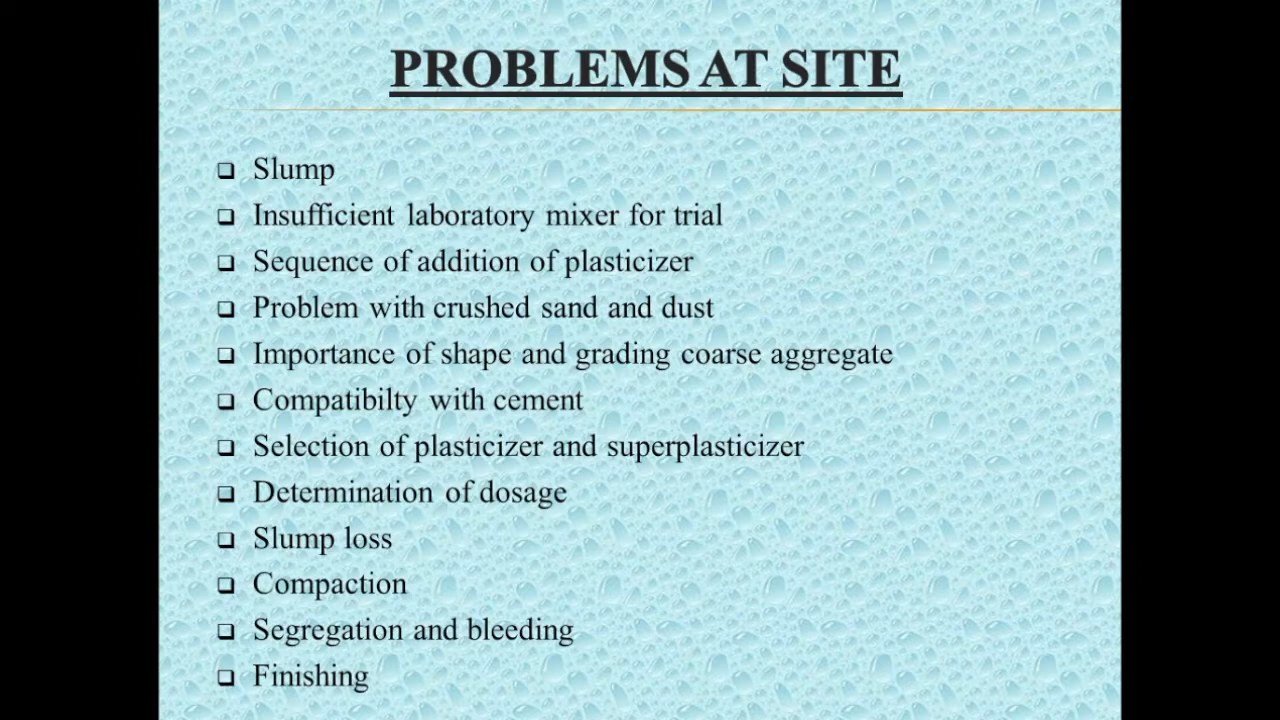 PROBLEMS AT SITE
❑ Slump
❑ Insufficient laboratory mixer for trial
❑ Sequence of addition of plasticizer
❑ Problem with crushed sand and dust
❑ Importance of shape and grading coarse aggregate
❑ Compatibilty with cement
❑ Selection of plasticizer and superplasticizer
❑ Determination of dosage
❑ Slump loss
❑ Compaction
❑ Segregation and bleeding
❑ Finishing